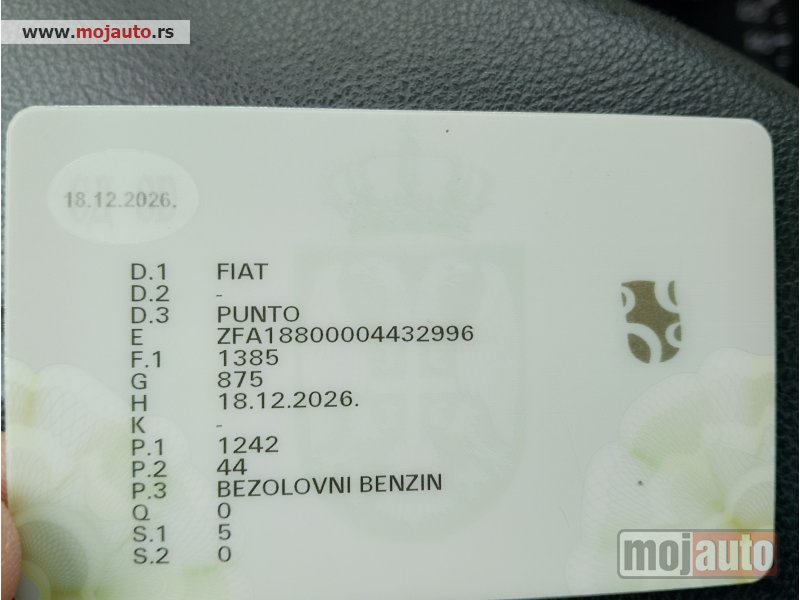 www.mojauto.rs
18.12.2026.
D.1 FIAT
D.2 -
D.3 PUNTO
E ZFA18800004432996
F.1 1385
G 875
H 18.12.2026.
K -
P.1 1242
P.2 44
P.3 BEZOLOVNI BENZIN
Q 0
S.1 5
S.2 0
mojauto